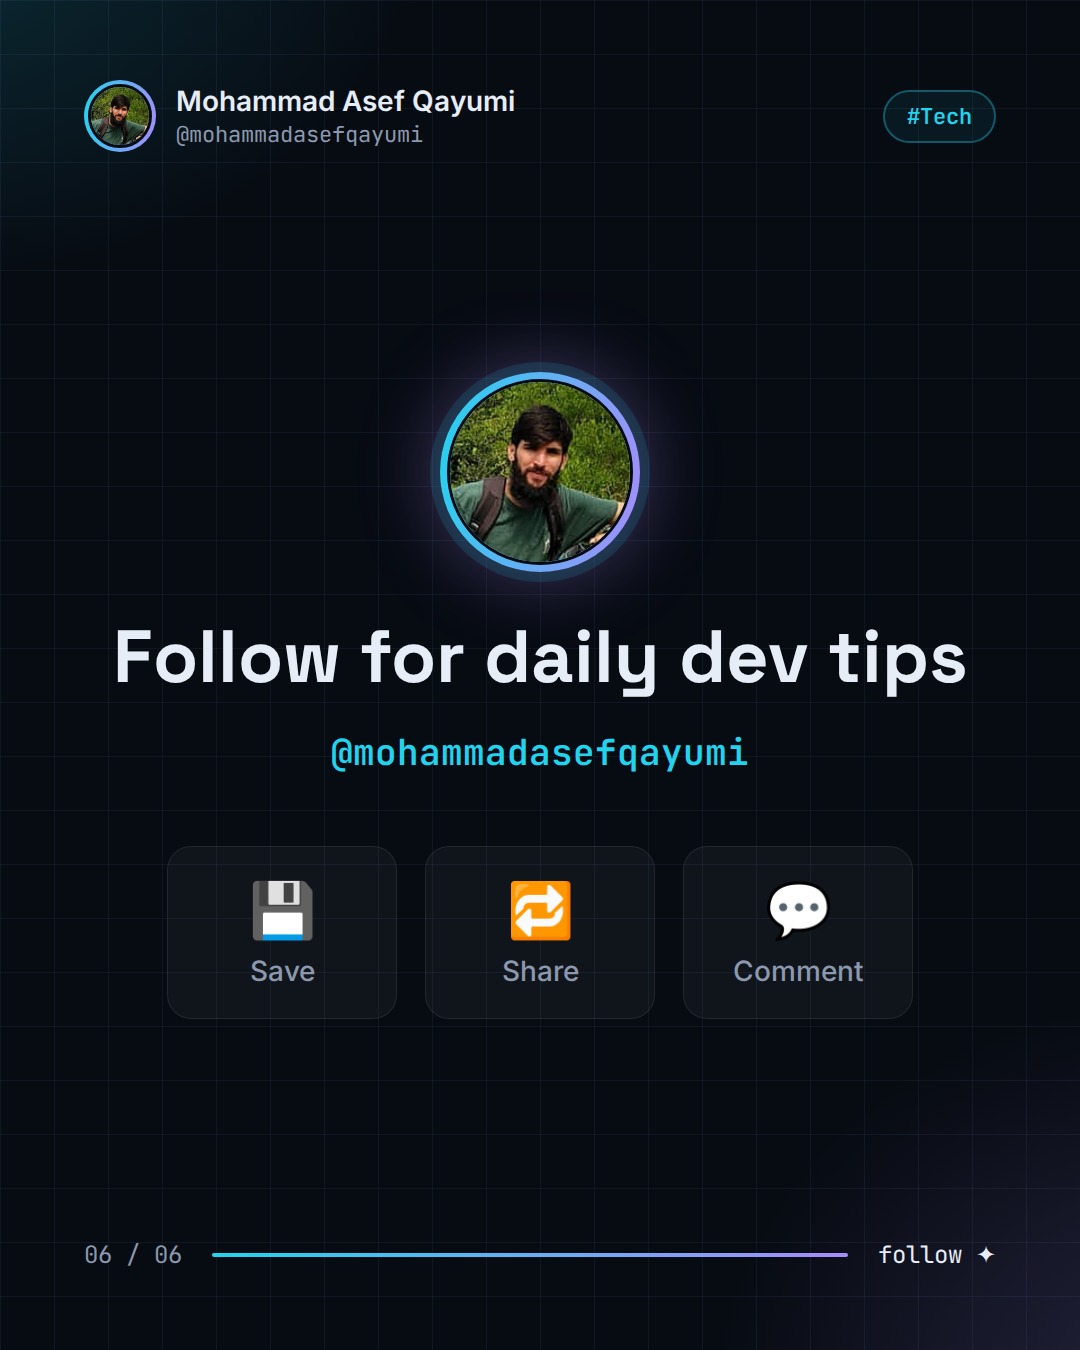 Mohammad Asef Qayumi
@mohammadasefqayumi
#Tech
Follow for daily dev tips
@mohammadasefqayumi
Save
Share
Comment
06 / 06
follow ✦